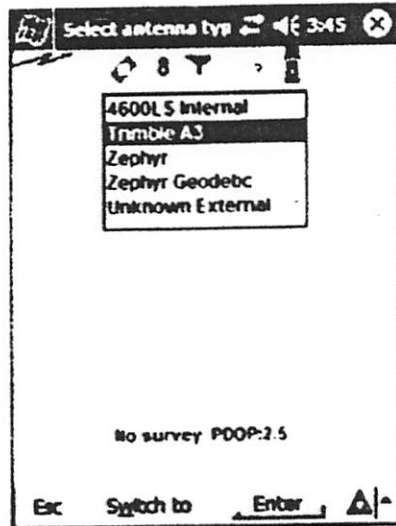 Select antenna typ 3:45
8 ?
4600LS Internal
Trimble A3
Zephyr
Zephyr Geodetic
Unknown External
No survey PDOP:2.5
Esc Switch to Enter